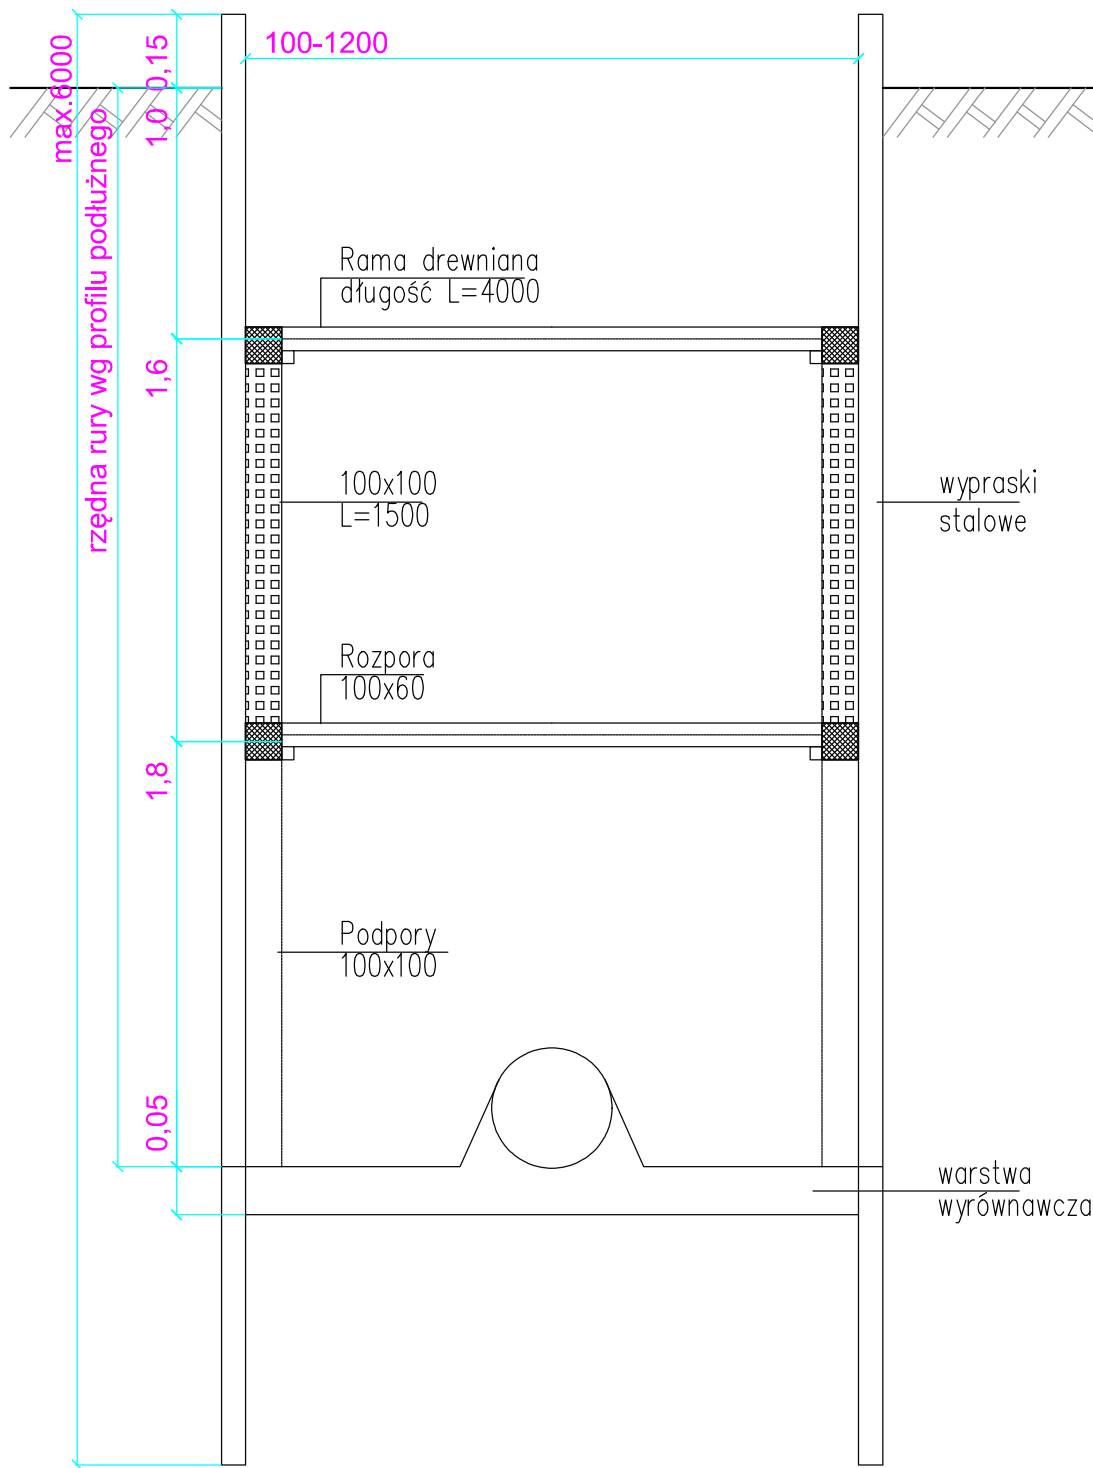 max.6000
0,15
100-1200
1,0
rzędna rury wg profilu podłużnego
Rama drewniana
długość L=4000
1,6
100x100
L=1500
wypraski
stalowe
Rozpora
100x60
1,8
Podpory
100x100
0,05
warstwa
wyrównawcza